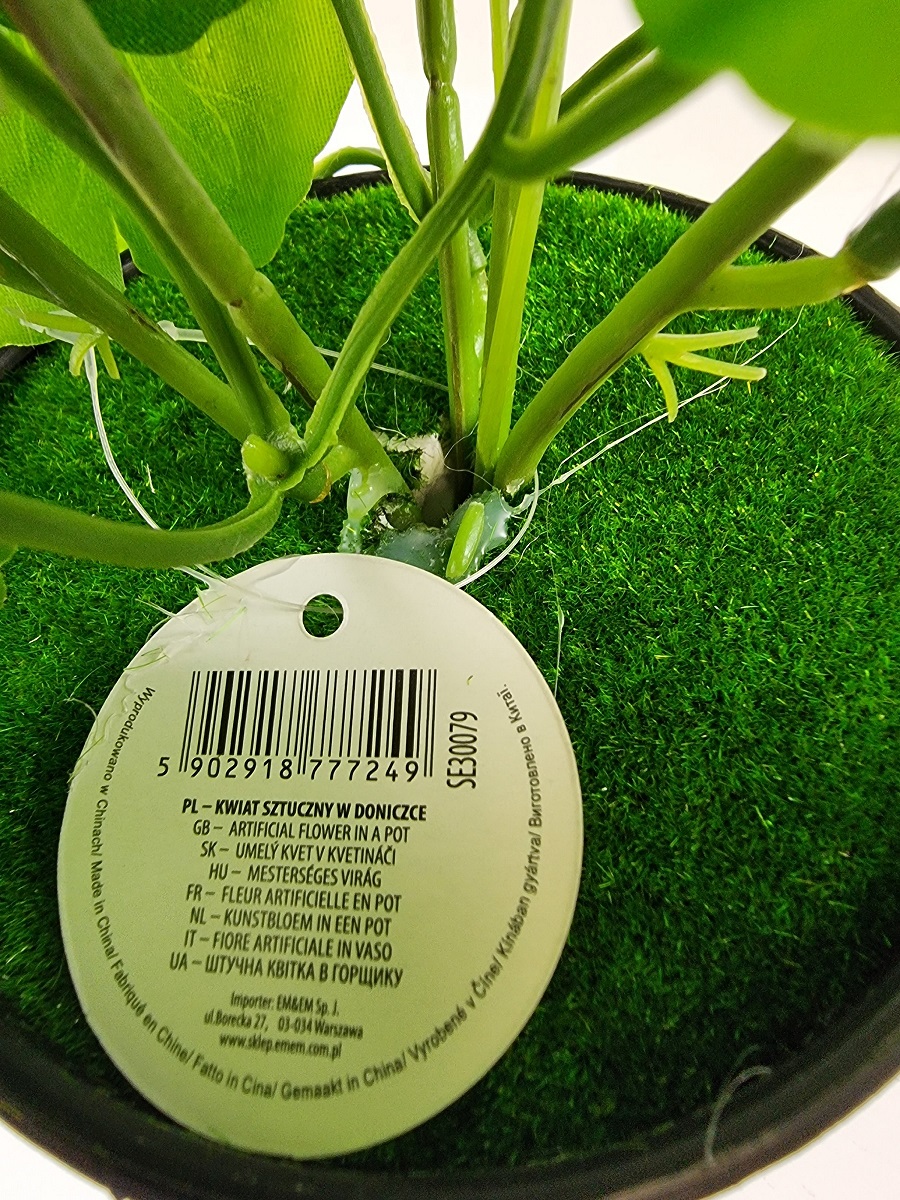 5 902918 777249
SE30079
PL – KWIAT SZTUCZNY W DONICZCE
GB – ARTIFICIAL FLOWER IN A POT
SK – UMELÝ KVET V KVETINÁČI
HU – MESTERSÉGES VIRÁG
FR – FLEUR ARTIFICIELLE EN POT
NL – KUNSTBLOEM IN EEN POT
IT – FIORE ARTIFICIALE IN VASO
UA – ШТУЧНА КВІТКА В ГОРЩИКУ
Importer: EM&EM Sp. J.
ul.Borecka 27, 03-034 Warszawa
www.sklep.emem.com.pl
Wyprodukowano w Chinach/ Made in China/ Fabriqué en Chine/ Fatto in Cina/ Gemaakt in China/ Vyrobené v Číne/ Kínában gyártva/ Виготовлено в Китаї.